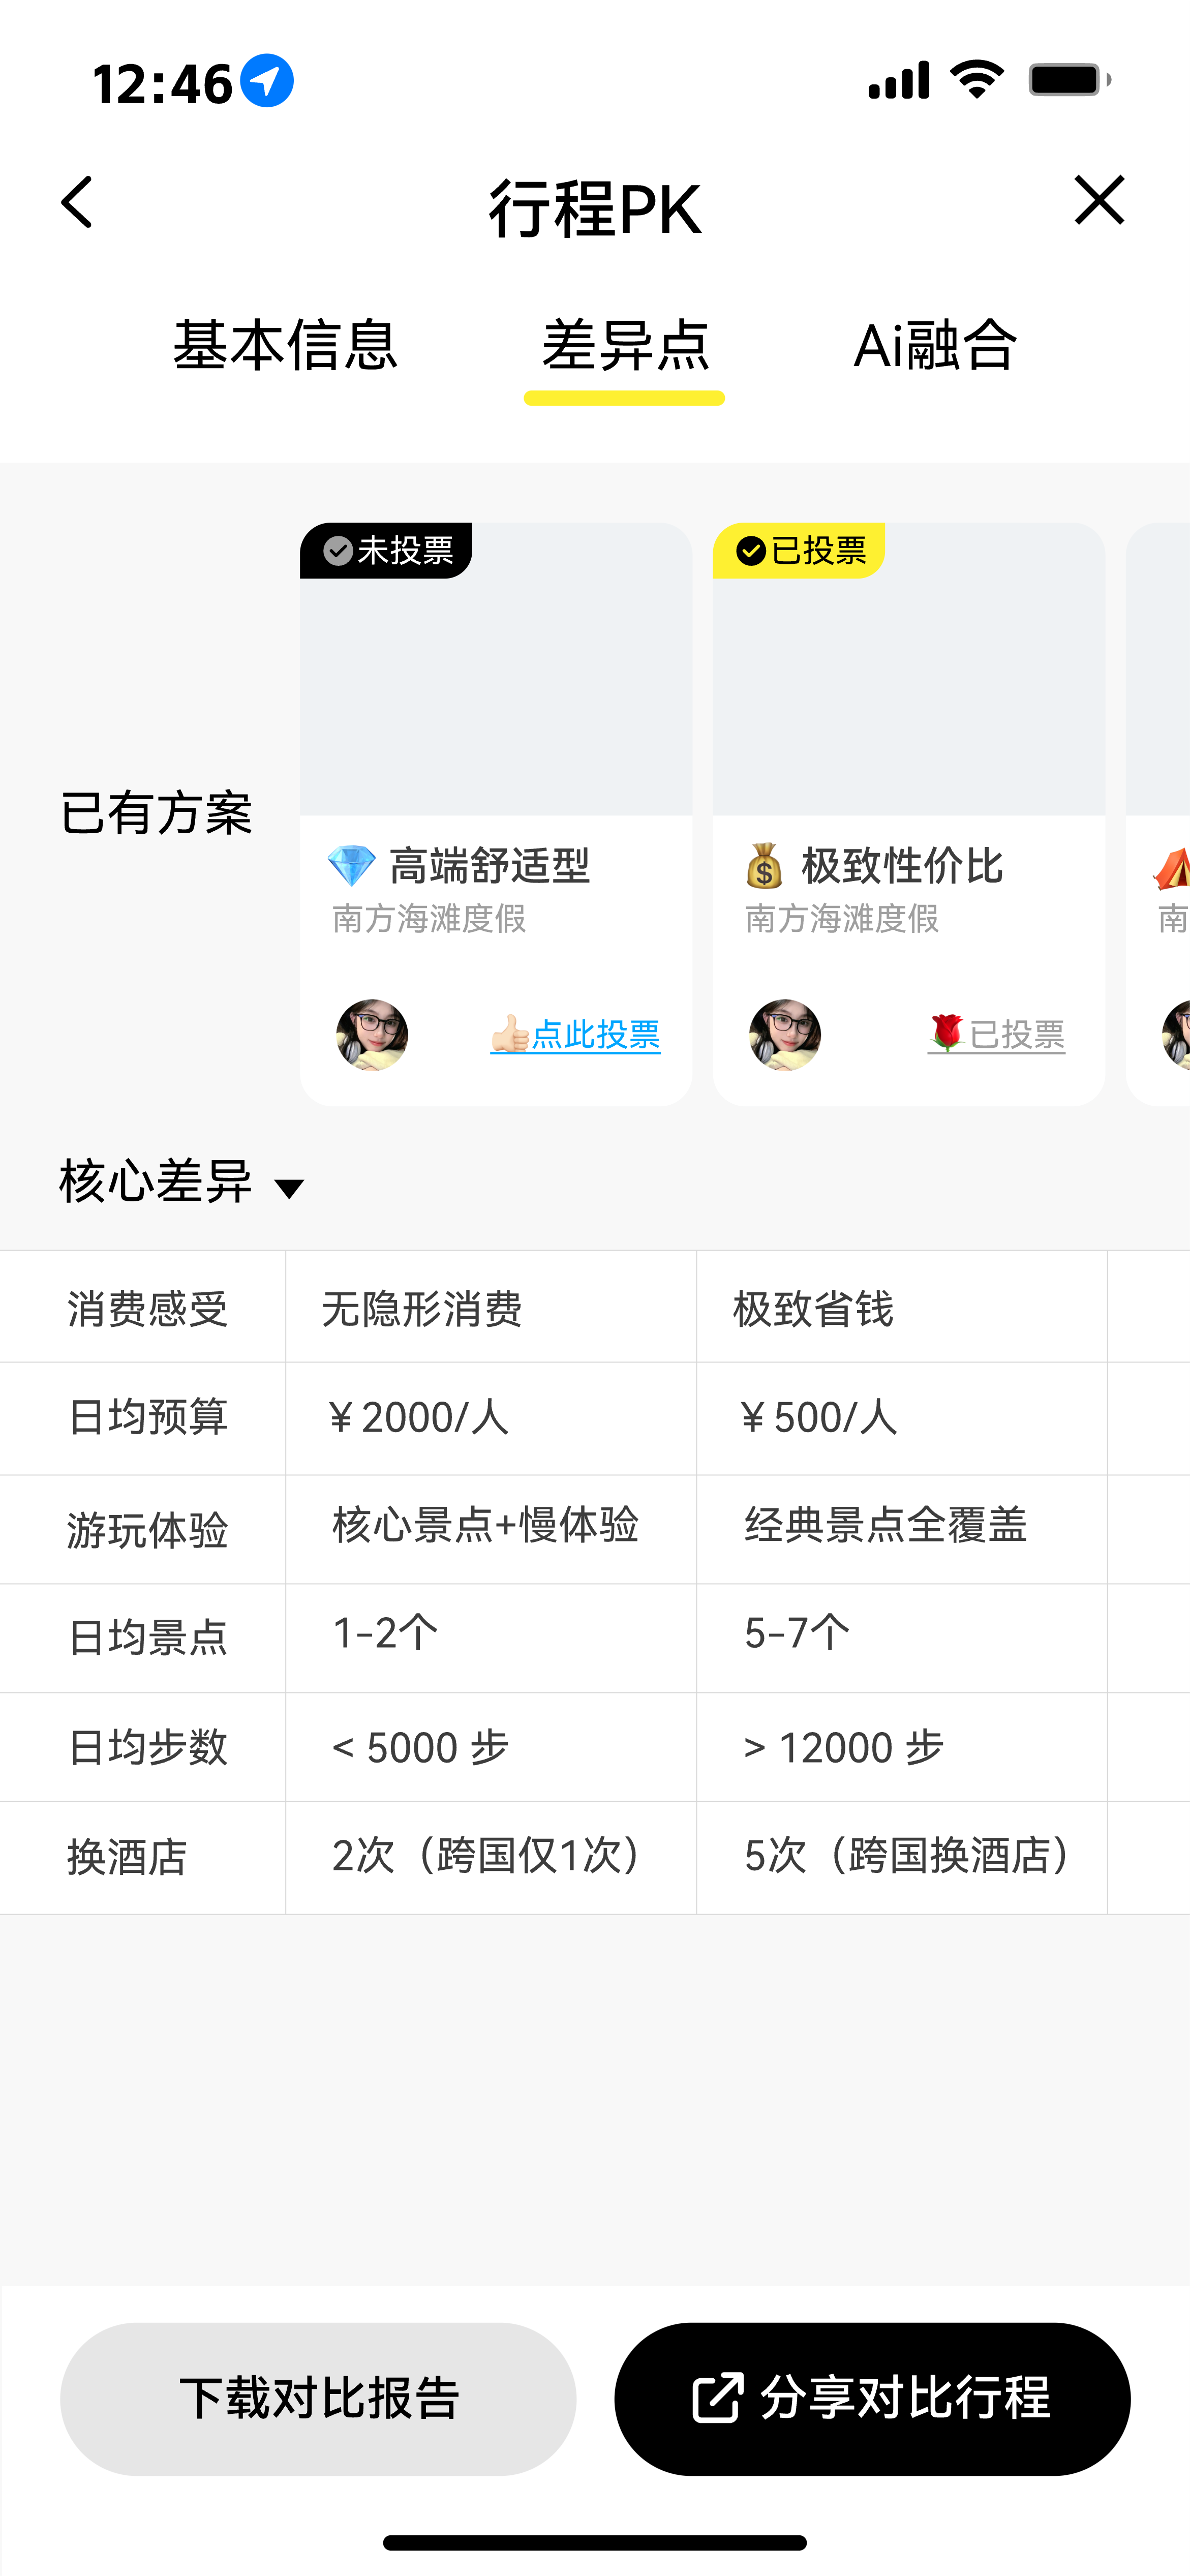 12:46
行程PK
基本信息 差异点 Ai融合
未投票 已投票
已有方案
💎 高端舒适型 💰 极致性价比
南方海滩度假 南方海滩度假 南
👍🏻点此投票 🌹已投票
核心差异
消费感受 无隐形消费 极致省钱
日均预算 ¥2000/人 ¥500/人
游玩体验 核心景点+慢体验 经典景点全覆盖
日均景点 1-2个 5-7个
日均步数 < 5000 步 > 12000 步
换酒店 2次（跨国仅1次） 5次（跨国换酒店）
下载对比报告 分享对比行程